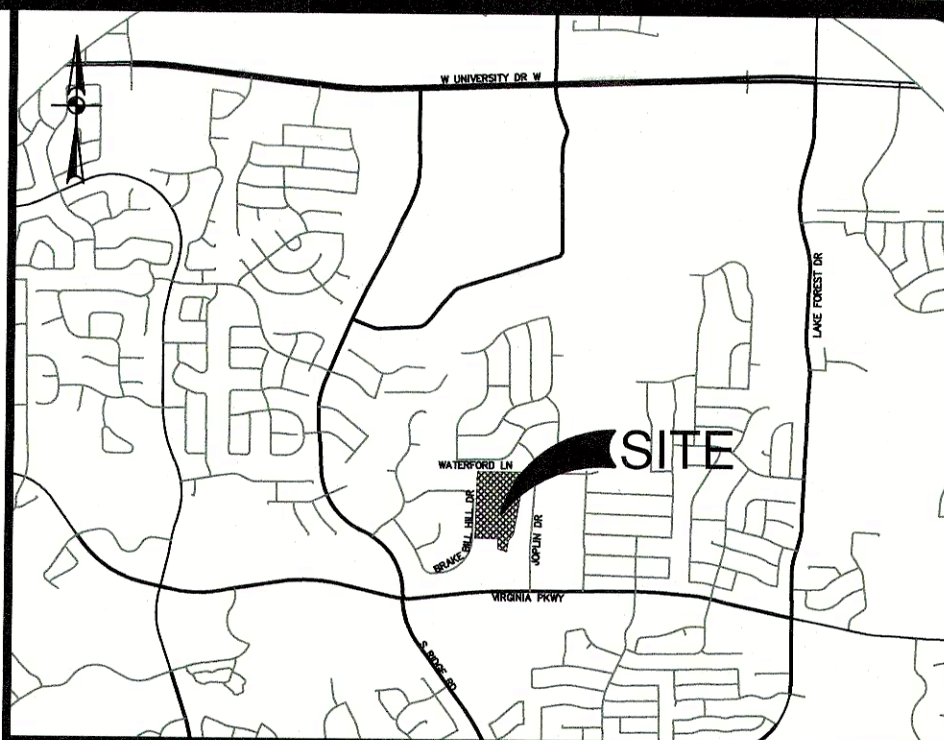 W UNIVERSITY DR W
LAKE FOREST DR
SITE
WATERFORD LN
BRAKE BILL HILL DR
JOPLIN DR
VIRGINIA PKWY
S RIDGE RD